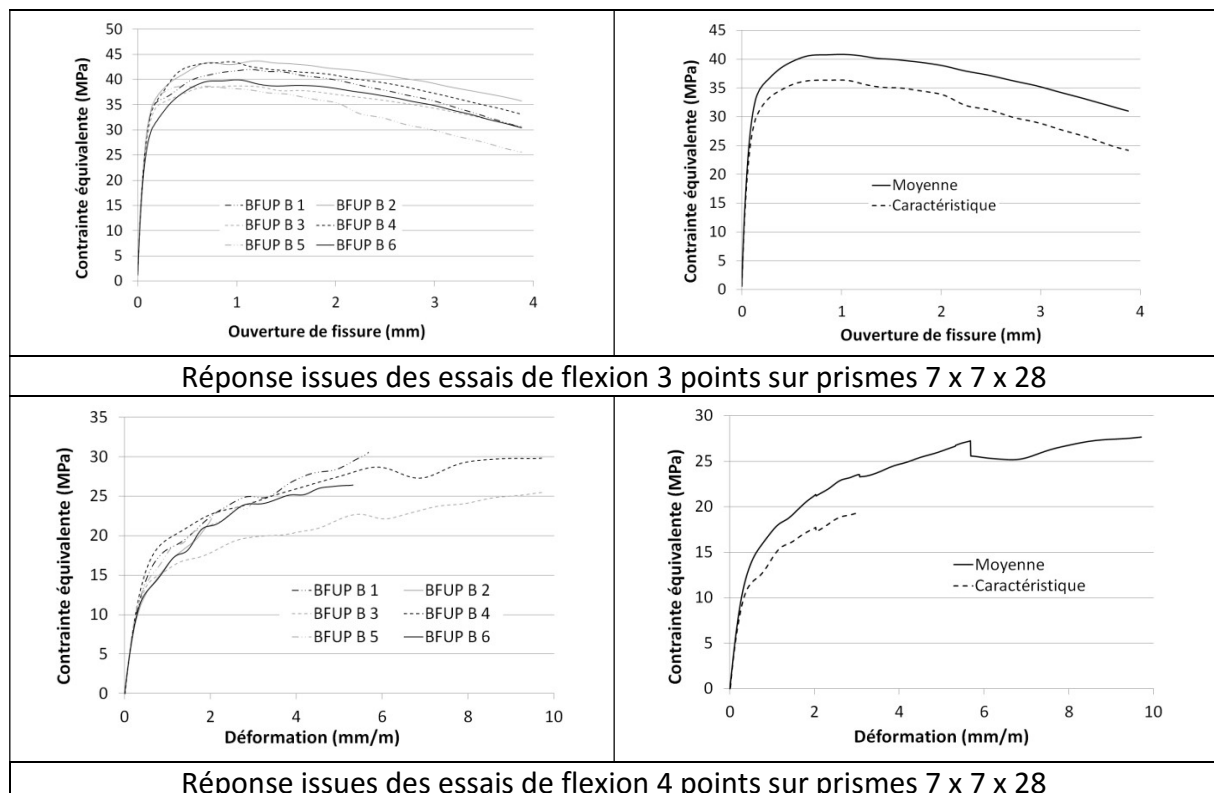 50
45
40
35
30
25
20
15
10
5
0
Contrainte équivalente (MPa)
BFUP B 1 BFUP B 2
BFUP B 3 BFUP B 4
BFUP B 5 BFUP B 6
0 1 2 3 4
Ouverture de fissure (mm)
45
40
35
30
25
20
15
10
5
0
Contrainte équivalente (MPa)
Moyenne
Caractéristique
0 1 2 3 4
Ouverture de fissure (mm)
Réponse issues des essais de flexion 3 points sur prismes 7 x 7 x 28
35
30
25
20
15
10
5
0
Contrainte équivalente (MPa)
BFUP B 1 BFUP B 2
BFUP B 3 BFUP B 4
BFUP B 5 BFUP B 6
0 2 4 6 8 10
Déformation (mm/m)
30
25
20
15
10
5
0
Contrainte équivalente (MPa)
Moyenne
Caractéristique
0 2 4 6 8 10
Déformation (mm/m)
Réponse issues des essais de flexion 4 points sur prismes 7 x 7 x 28